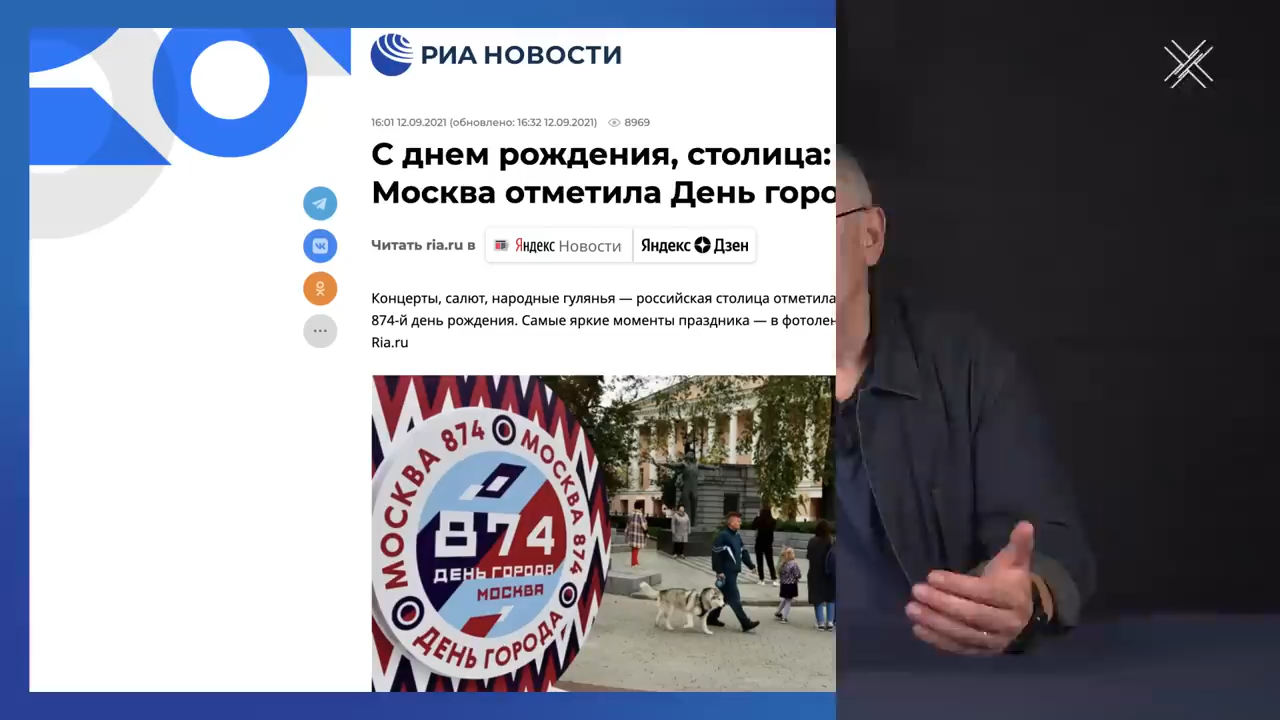 РИА НОВОСТИ
16:01 12.09.2021 (обновлено: 16:32 12.09.2021) 8969
С днем рождения, столица:
Москва отметила День горо
Читать ria.ru в Яндекс Новости Яндекс Дзен
Концерты, салют, народные гулянья — российская столица отметила
874-й день рождения. Самые яркие моменты праздника — в фотолен
Ria.ru
МОСКВА 874 МОСКВА 874
874
ДЕНЬ ГОРОДА
МОСКВА
ДЕНЬ ГОРОДА